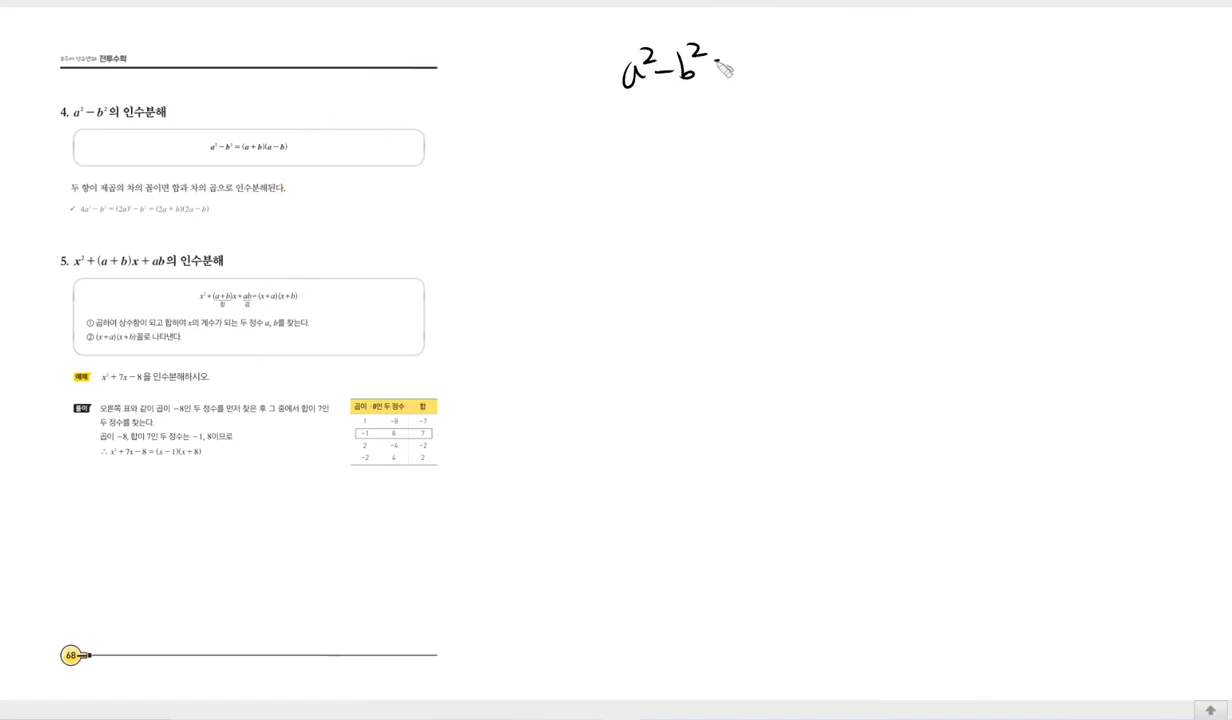 전투수학
4. a² − b²의 인수분해
a² − b² = (a + b)(a − b)
두 항이 제곱의 차의 꼴이면 합과 차의 곱으로 인수분해된다.
✓ 4a² − b² = (2a)² − b² = (2a + b)(2a − b)
5. x² + (a + b)x + ab의 인수분해
x² + (a + b)x + ab = (x + a)(x + b)
합 곱
① 곱하여 상수항이 되고 합하여 x의 계수가 되는 두 정수 a, b를 찾는다.
② (x + a)(x + b)꼴로 나타낸다.
예제 x² + 7x − 8을 인수분해하시오.
풀이 오른쪽 표와 같이 곱이 −8인 두 정수를 먼저 찾은 후 그 중에서 합이 7인
두 정수를 찾는다.
곱이 −8, 합이 7인 두 정수는 −1, 8이므로
∴ x² + 7x − 8 = (x − 1)(x + 8)
곱이 −8인 두 정수 합
1 −8 −7
−1 8 7
2 −4 −2
−2 4 2
68
a² − b²